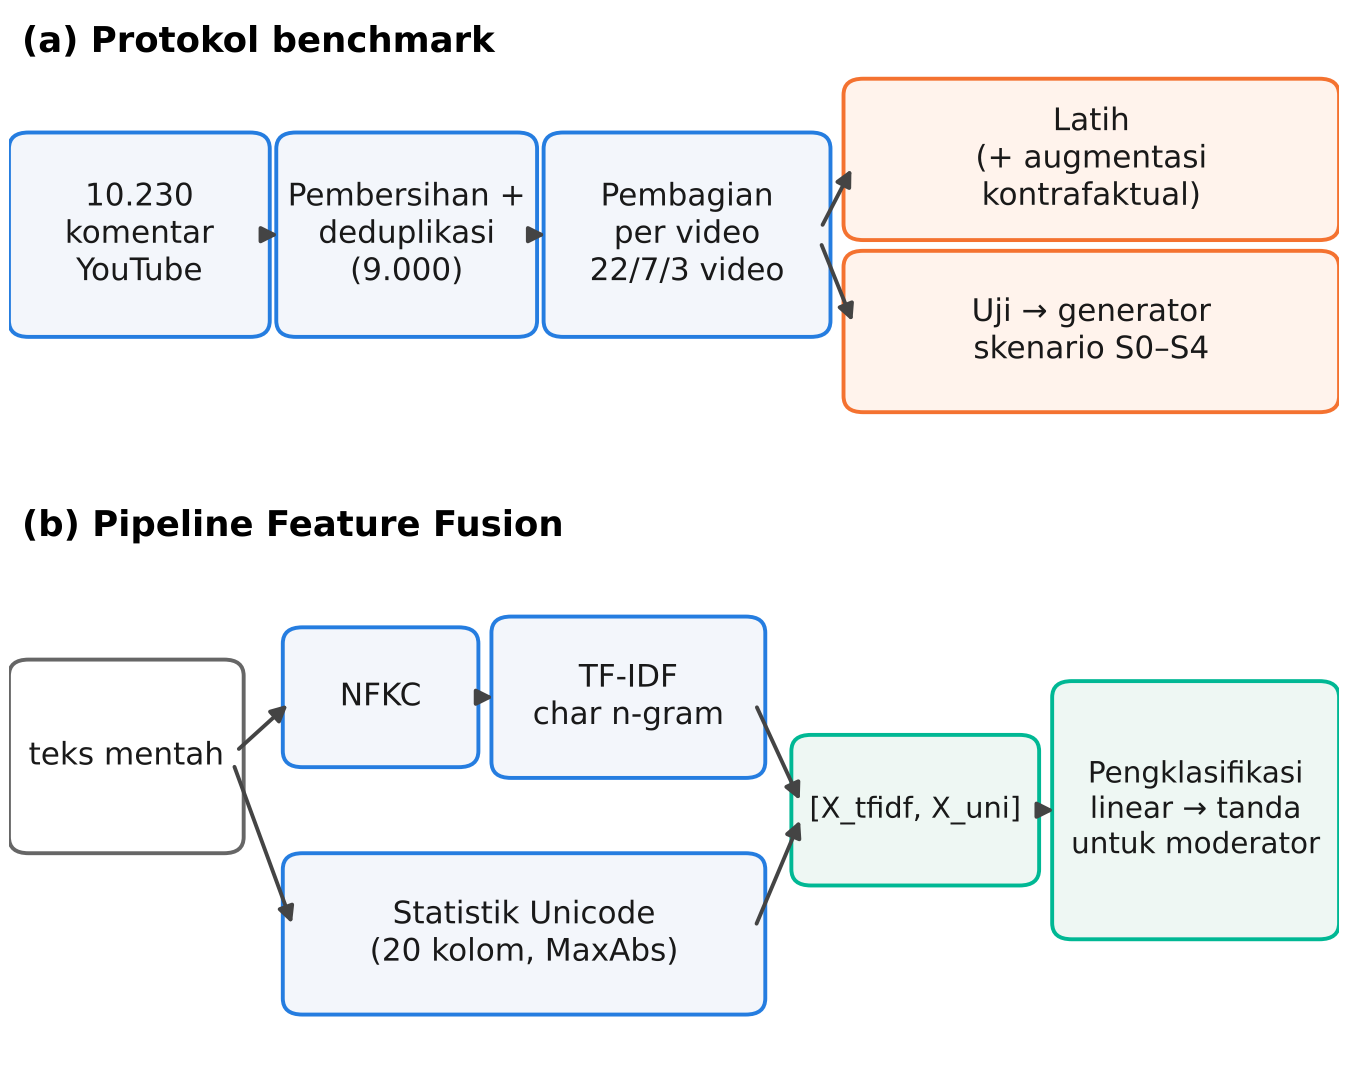 (a) Protokol benchmark
10.230
komentar
YouTube
Pembersihan +
deduplikasi
(9.000)
Pembagian
per video
22/7/3 video
Latih
(+ augmentasi
kontrafaktual)
Uji → generator
skenario S0–S4
(b) Pipeline Feature Fusion
teks mentah
NFKC
TF-IDF
char n-gram
Statistik Unicode
(20 kolom, MaxAbs)
[X_tfidf, X_uni]
Pengklasifikasi
linear → tanda
untuk moderator